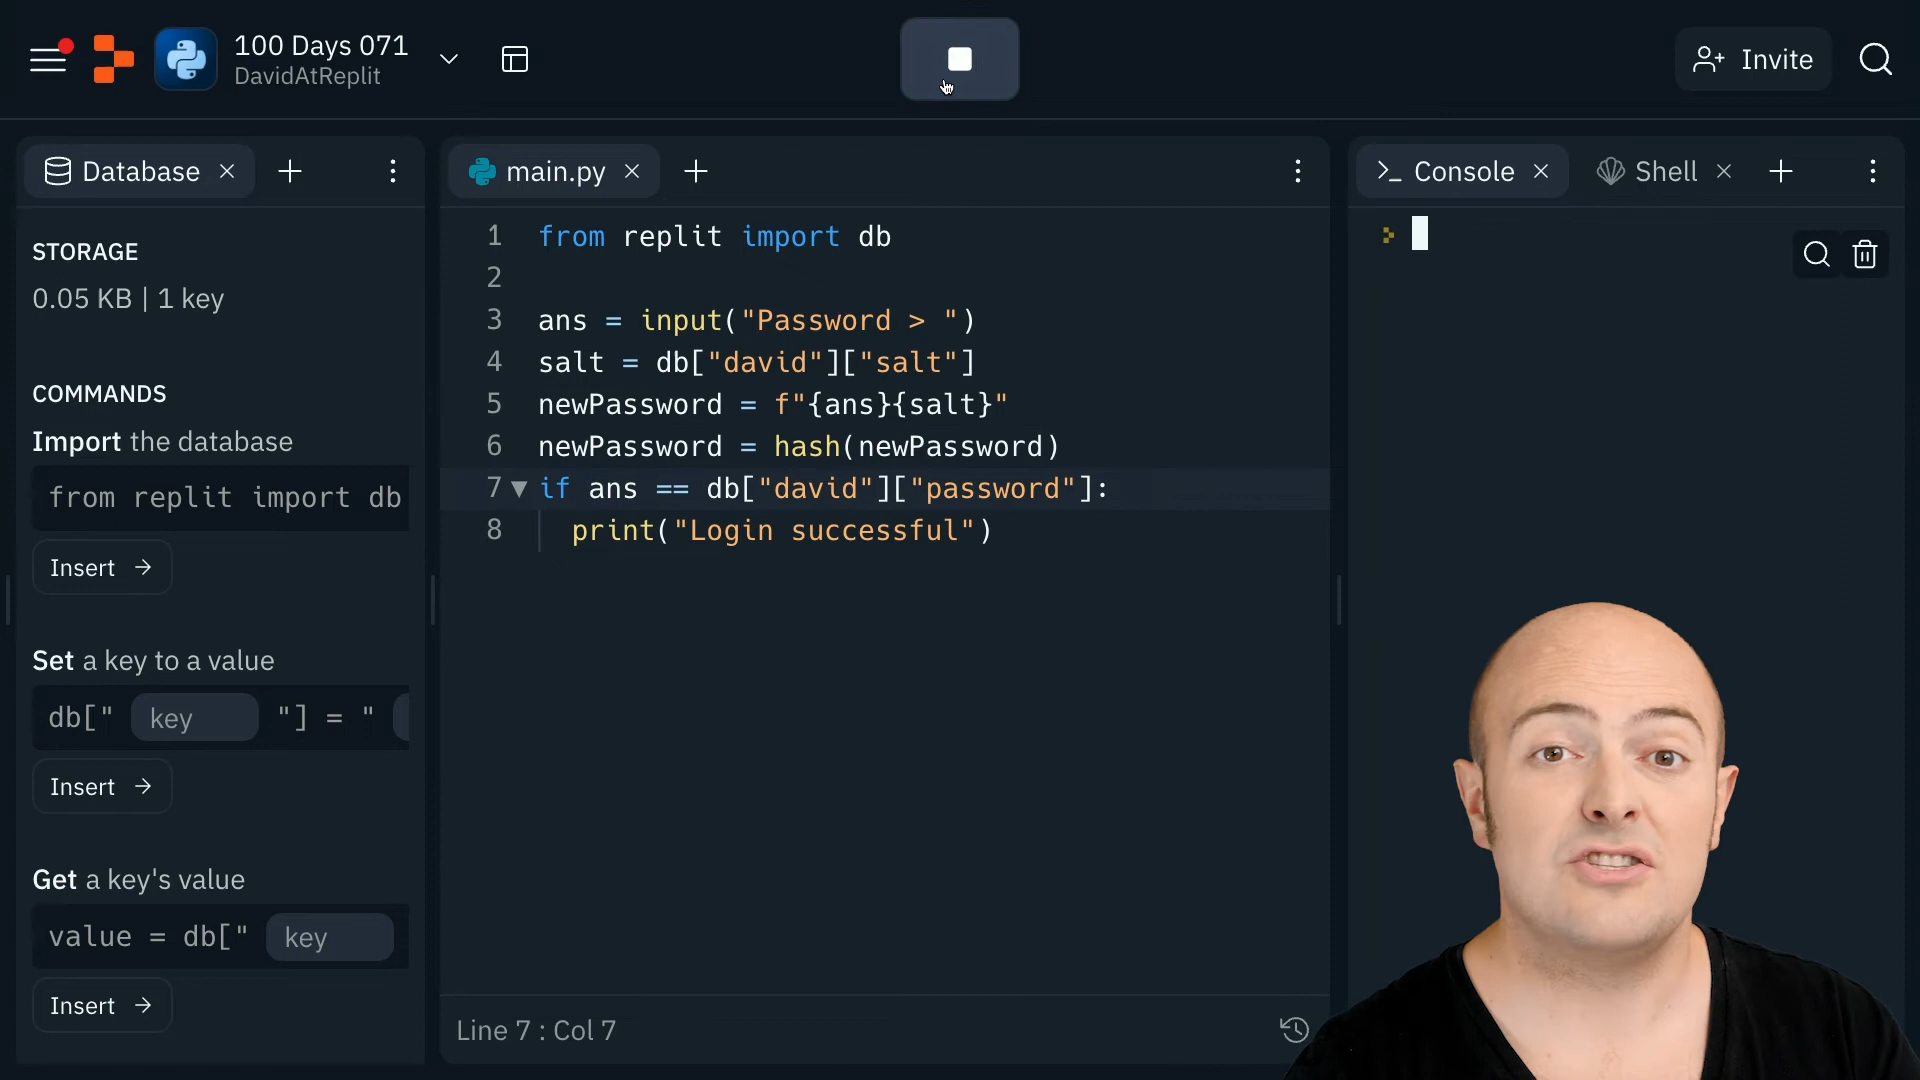 100 Days 071
DavidAtReplit
Invite
Database
STORAGE
0.05 KB | 1 key
COMMANDS
Import the database
from replit import db
Insert →
Set a key to a value
db[" key "] = "
Insert →
Get a key's value
value = db[" key
Insert →
main.py
1 from replit import db
2
3 ans = input("Password > ")
4 salt = db["david"]["salt"]
5 newPassword = f"{ans}{salt}"
6 newPassword = hash(newPassword)
7 if ans == db["david"]["password"]:
8 print("Login successful")
Line 7 : Col 7
Console
Shell